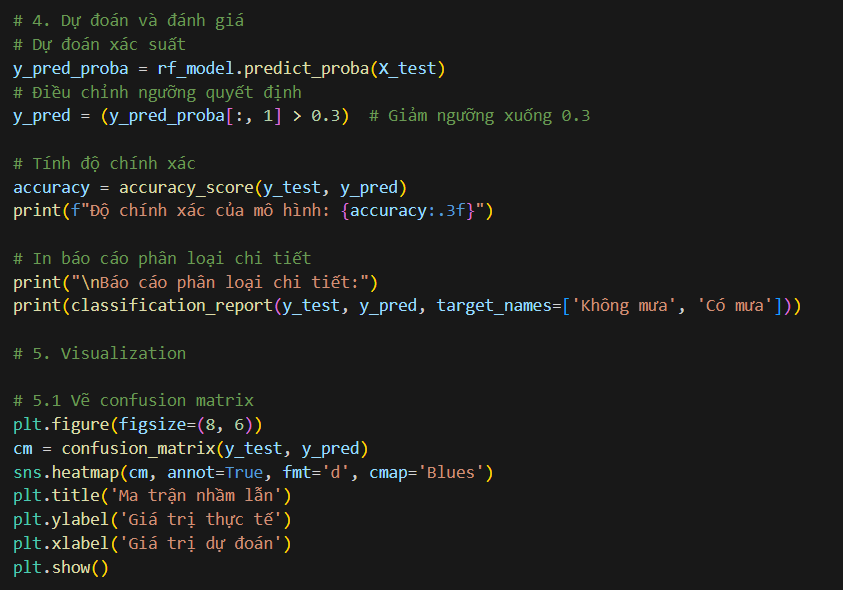 # 4. Dự đoán và đánh giá
# Dự đoán xác suất
y_pred_proba = rf_model.predict_proba(X_test)
# Điều chỉnh ngưỡng quyết định
y_pred = (y_pred_proba[:, 1] > 0.3)  # Giảm ngưỡng xuống 0.3
# Tính độ chính xác
accuracy = accuracy_score(y_test, y_pred)
print(f"Độ chính xác của mô hình: {accuracy:.3f}")
# In báo cáo phân loại chi tiết
print("\nBáo cáo phân loại chi tiết:")
print(classification_report(y_test, y_pred, target_names=['Không mưa', 'Có mưa']))
# 5. Visualization
# 5.1 Vẽ confusion matrix
plt.figure(figsize=(8, 6))
cm = confusion_matrix(y_test, y_pred)
sns.heatmap(cm, annot=True, fmt='d', cmap='Blues')
plt.title('Ma trận nhầm lẫn')
plt.ylabel('Giá trị thực tế')
plt.xlabel('Giá trị dự đoán')
plt.show()